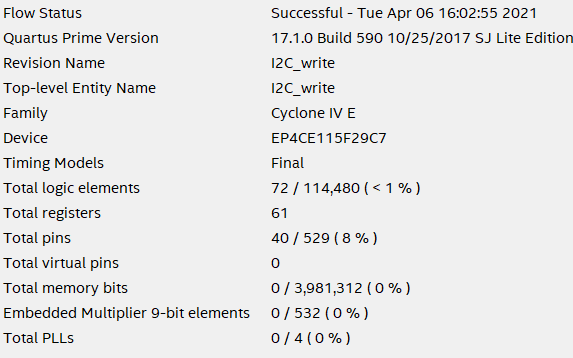 Flow Status Successful - Tue Apr 06 16:02:55 2021
Quartus Prime Version 17.1.0 Build 590 10/25/2017 SJ Lite Edition
Revision Name I2C_write
Top-level Entity Name I2C_write
Family Cyclone IV E
Device EP4CE115F29C7
Timing Models Final
Total logic elements 72 / 114,480 ( < 1 % )
Total registers 61
Total pins 40 / 529 ( 8 % )
Total virtual pins 0
Total memory bits 0 / 3,981,312 ( 0 % )
Embedded Multiplier 9-bit elements 0 / 532 ( 0 % )
Total PLLs 0 / 4 ( 0 % )